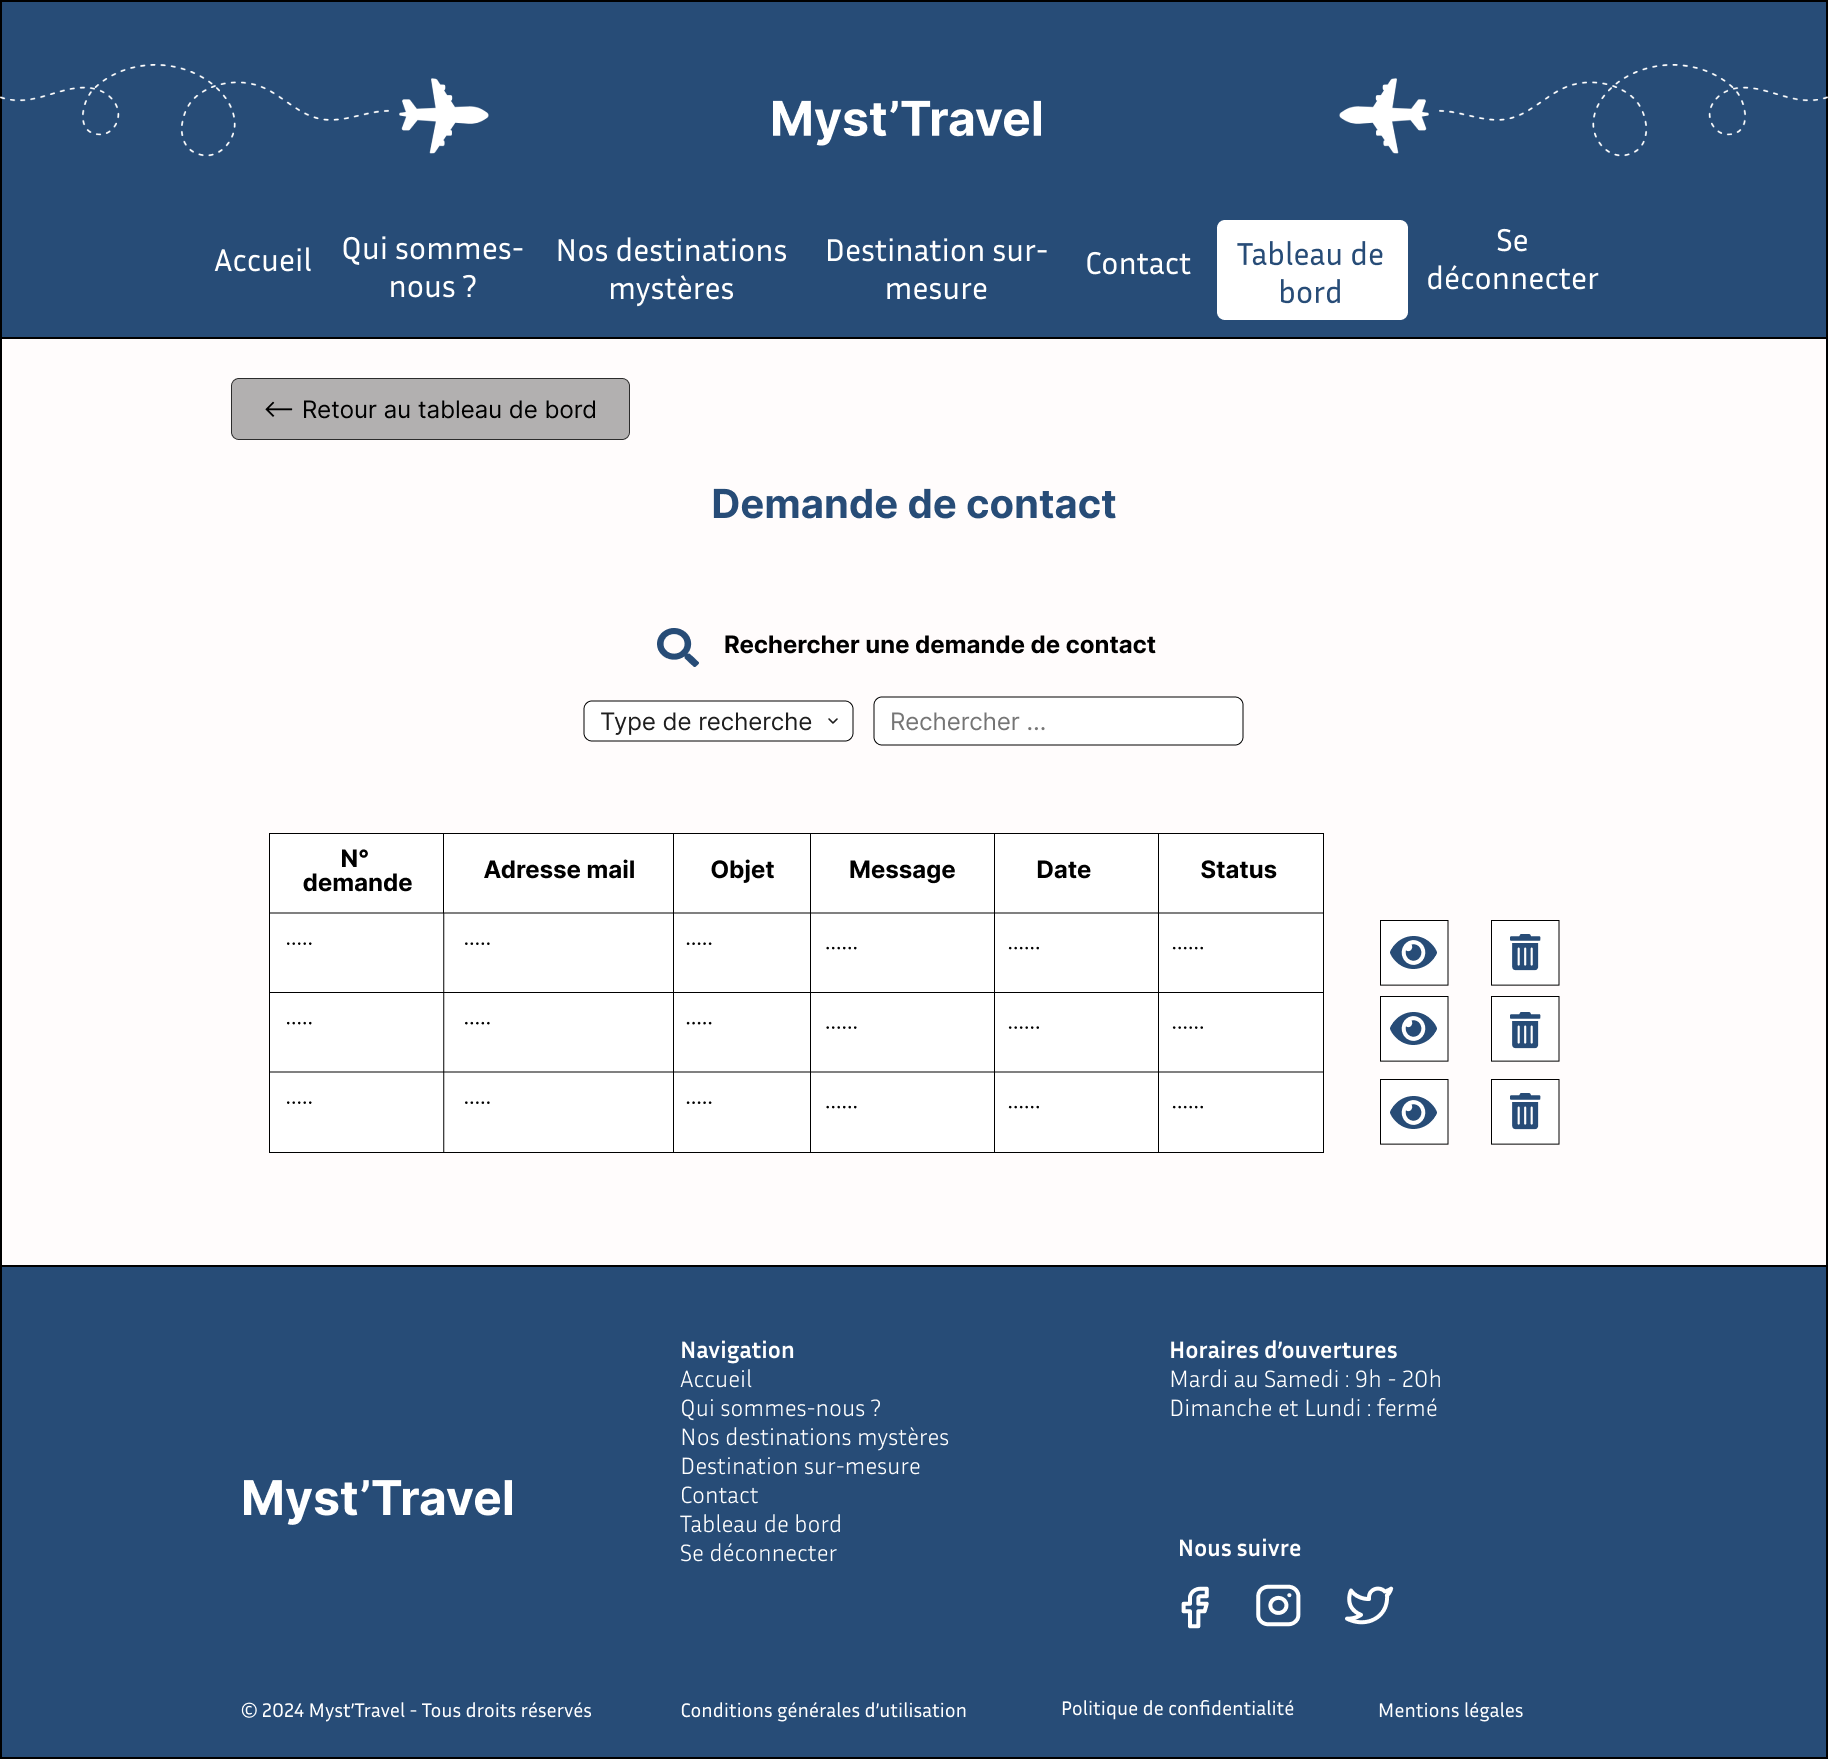 Myst’Travel
Accueil
Qui sommes-
nous ?
Nos destinations
mystères
Destination sur-
mesure
Contact
Tableau de
bord
Se
déconnecter
Retour au tableau de bord
Demande de contact
Rechercher une demande de contact
Type de recherche
Rechercher ...
N°
demande
Adresse mail
Objet
Message
Date
Status
..... ..... ..... ...... ...... ......
..... ..... ..... ...... ...... ......
..... ..... ..... ...... ...... ......
Myst’Travel
Navigation
Accueil
Qui sommes-nous ?
Nos destinations mystères
Destination sur-mesure
Contact
Tableau de bord
Se déconnecter
Horaires d’ouvertures
Mardi au Samedi : 9h - 20h
Dimanche et Lundi : fermé
Nous suivre
© 2024 Myst’Travel - Tous droits réservés
Conditions générales d’utilisation
Politique de confidentialité
Mentions légales